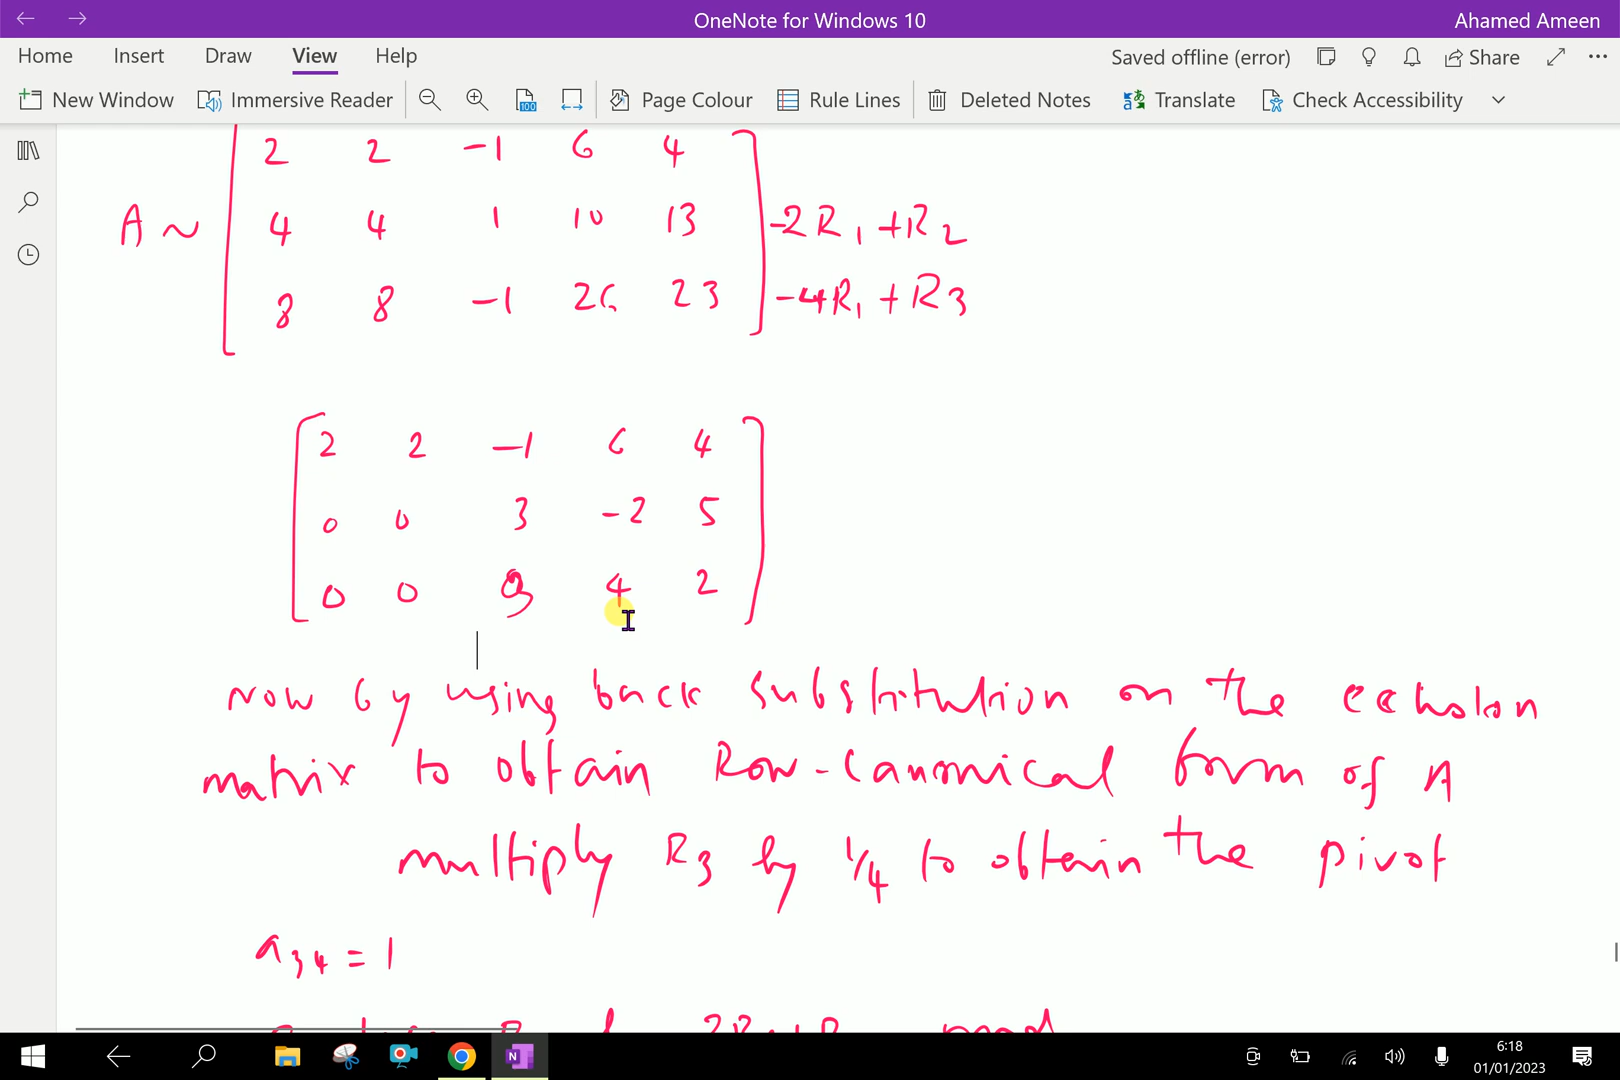 OneNote for Windows 10
Ahamed Ameen
Home Insert Draw View Help
Saved offline (error) Share
New Window Immersive Reader 100 Page Colour Rule Lines Deleted Notes Translate Check Accessibility
2 2 -1 6 4
A ~ 4 4 1 10 13 -2R1 + R2
8 8 -1 26 23 -4R1 + R3
2 2 -1 6 4
0 0 3 -2 5
0 0 4 2
Now by using back substitution on the echolon
matrix to obtain Row-canonical form of A
multiply R3 by 1/4 to obtain the pivot
a34 = 1
6:18
01/01/2023